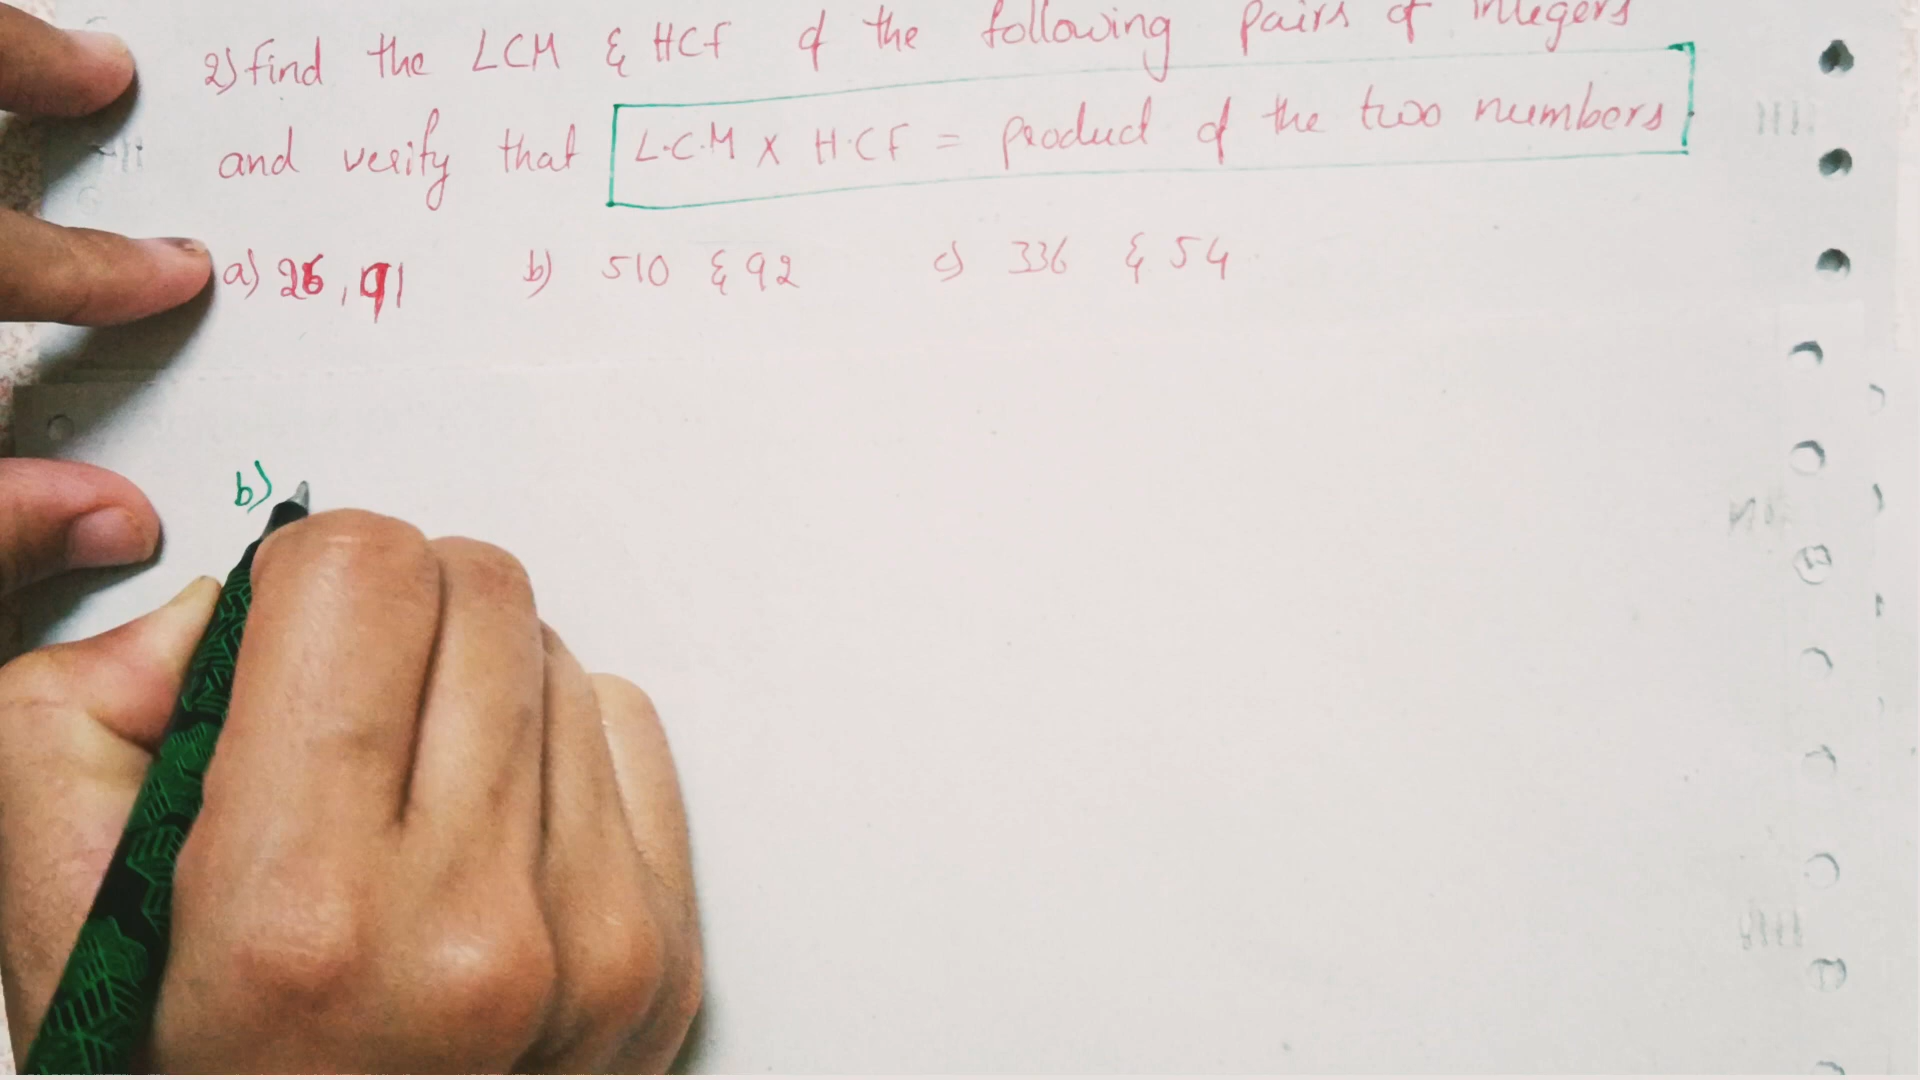 2) find the LCM & HCF of the following pairs of integers
and verify that L.C.M x H.CF = product of the two numbers
a) 26, 91 b) 510 & 92 c) 336 & 54
b)